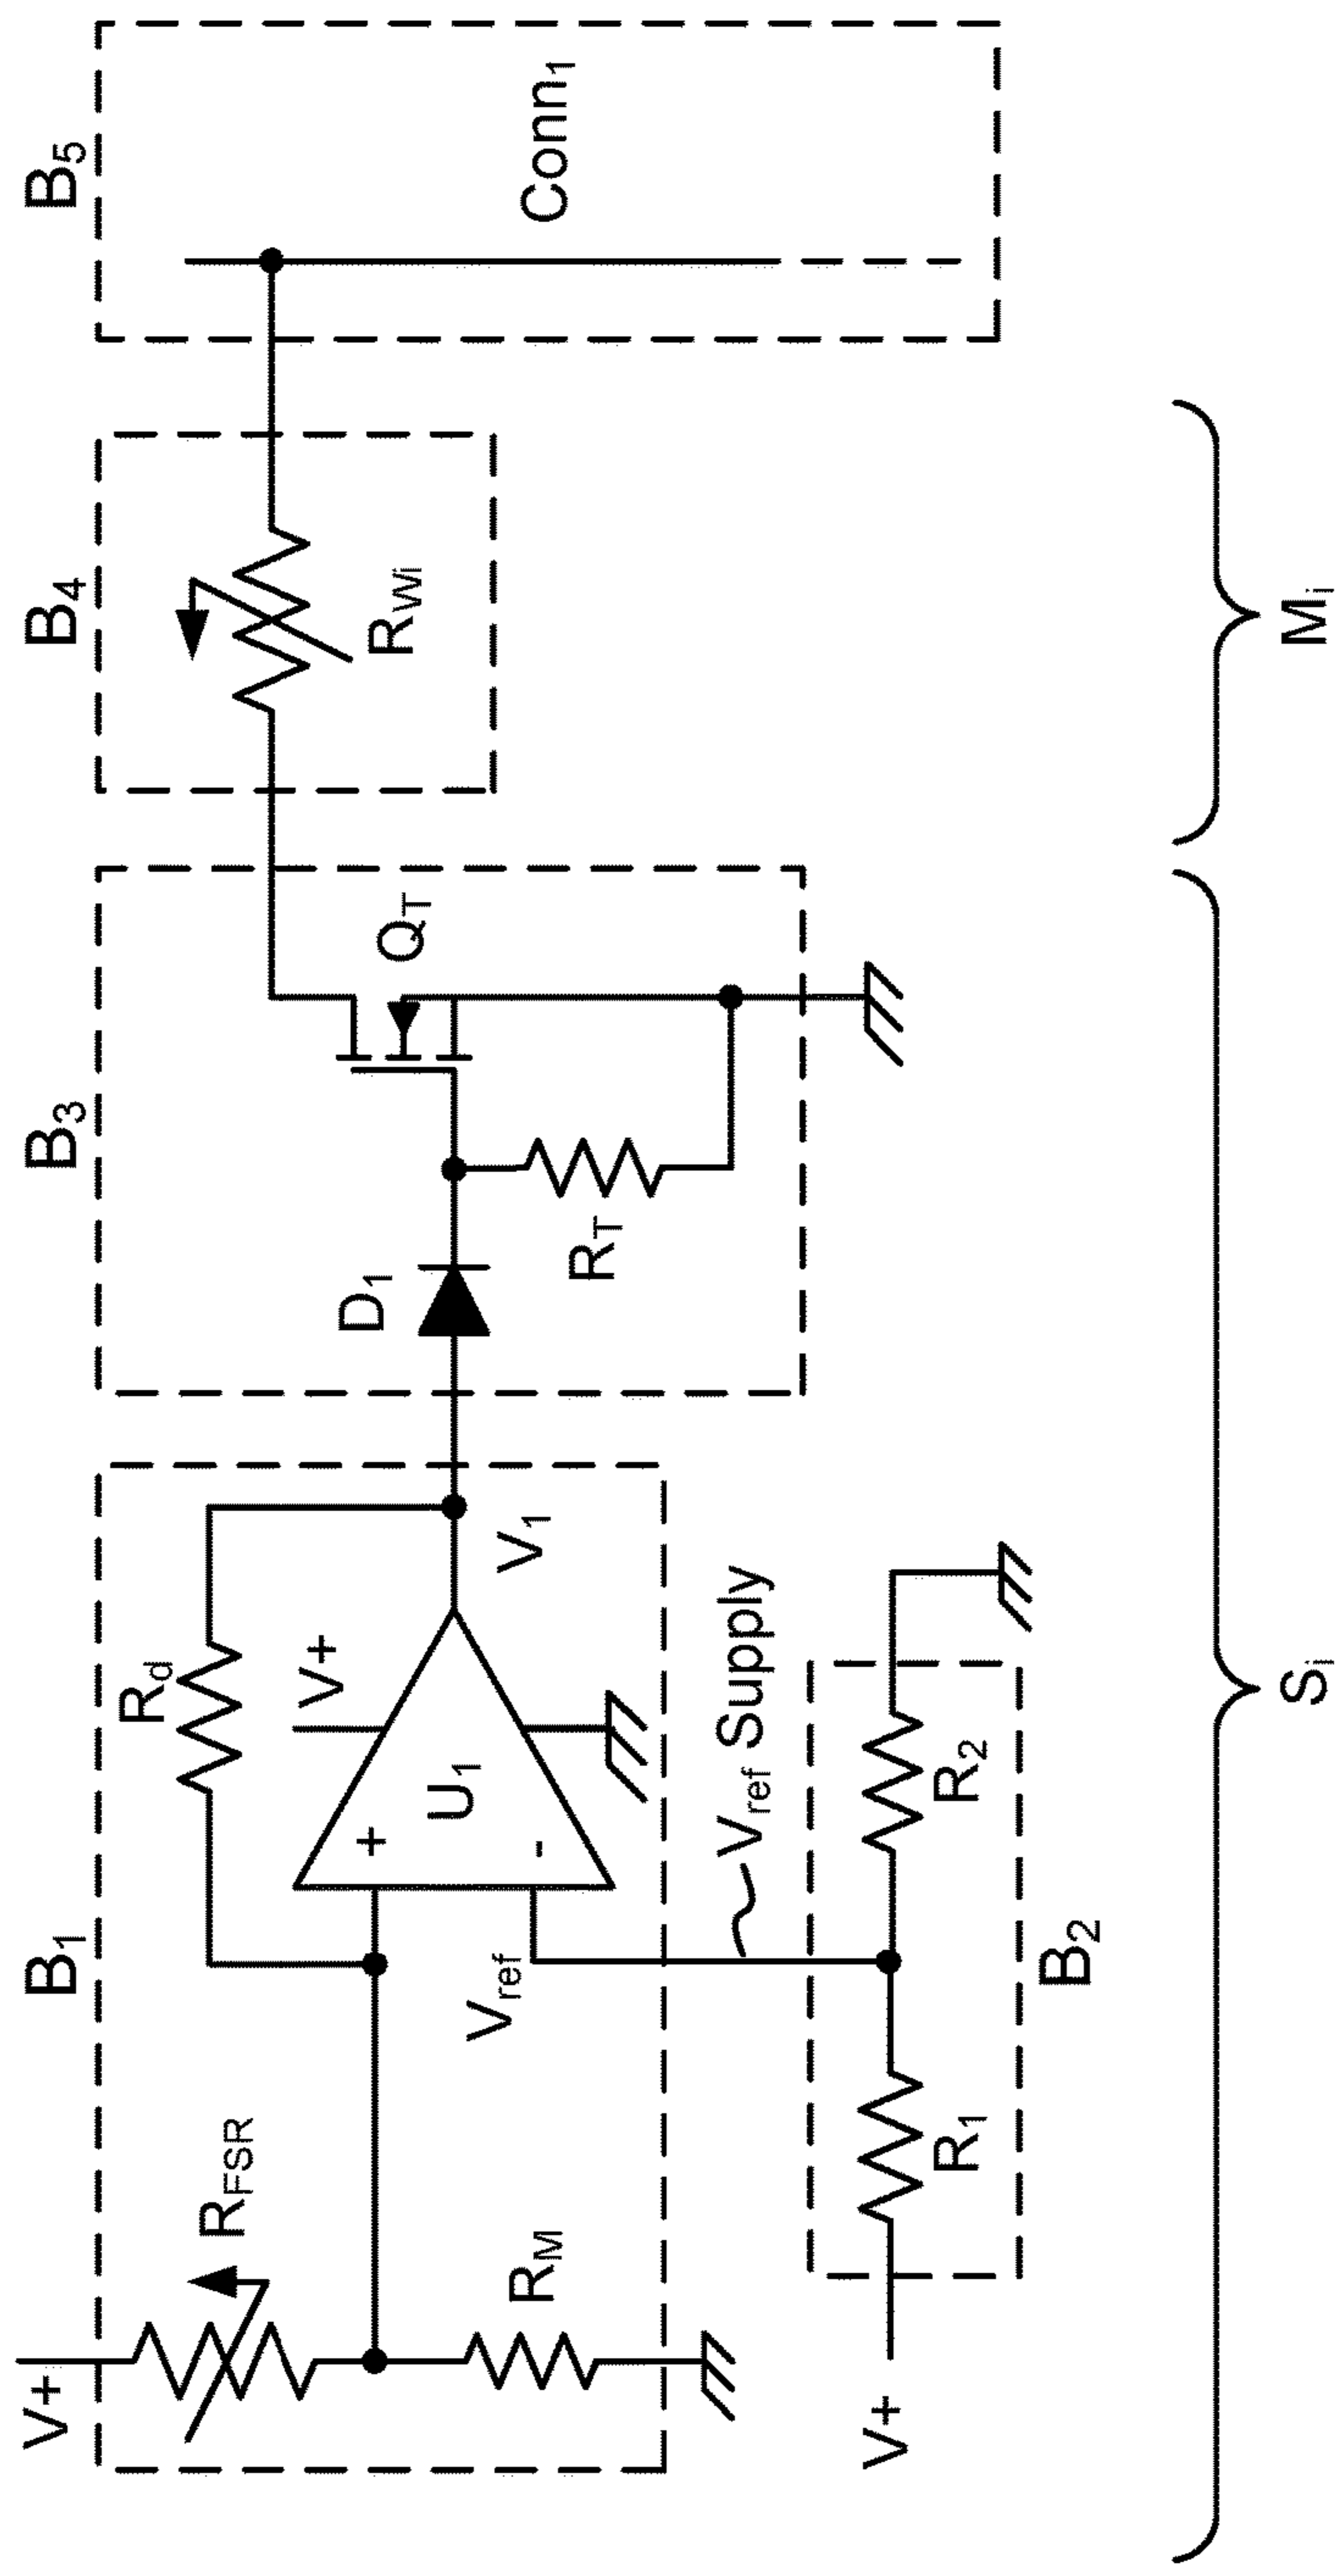 B1
B3
B4
B5
V+
RFSR
Rd
V+
U1
+
-
Vref
V1
RM
D1
RT
QT
RWi
Conn1
Vref Supply
V+
R1
R2
B2
Si
Mi